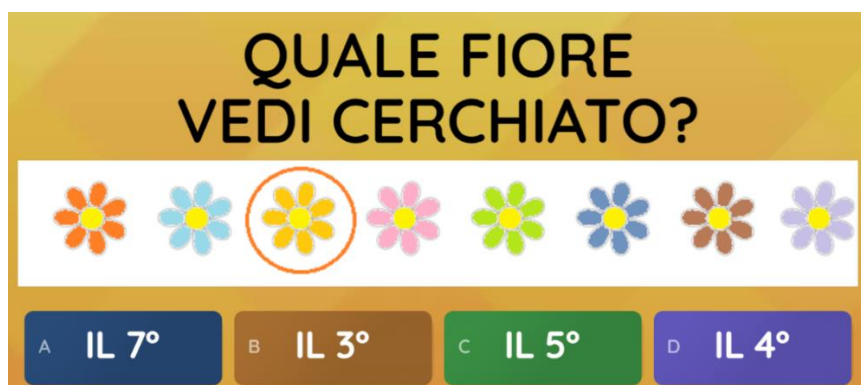 QUALE FIORE
VEDI CERCHIATO?
A IL 7°
B IL 3°
C IL 5°
D IL 4°